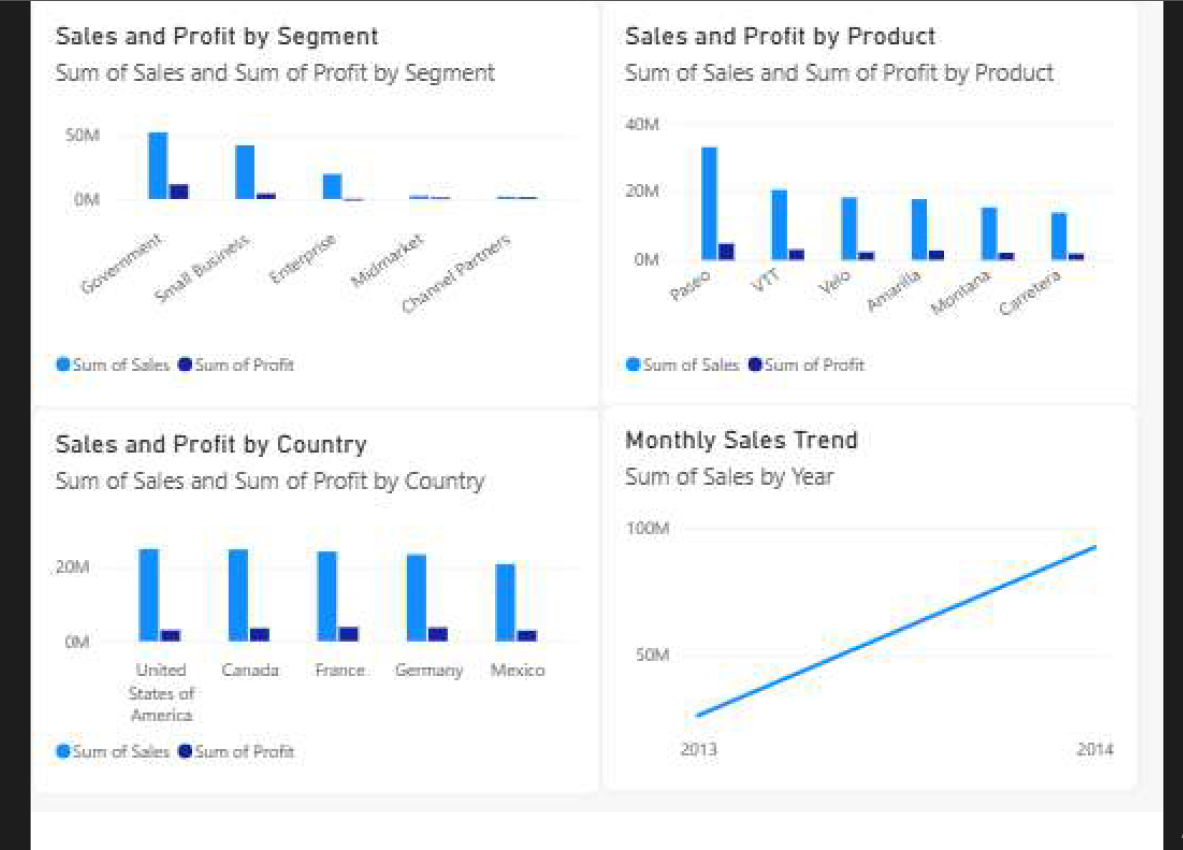 Sales and Profit by Segment
Sum of Sales and Sum of Profit by Segment
50M
0M
Government
Small Business
Enterprise
Midmarket
Channel Partners
Sum of Sales Sum of Profit
Sales and Profit by Product
Sum of Sales and Sum of Profit by Product
40M
20M
0M
Paseo
VTT
Velo
Amarilla
Montana
Carretera
Sum of Sales Sum of Profit
Sales and Profit by Country
Sum of Sales and Sum of Profit by Country
20M
0M
United
States of
America
Canada
France
Germany
Mexico
Sum of Sales Sum of Profit
Monthly Sales Trend
Sum of Sales by Year
100M
50M
2013
2014